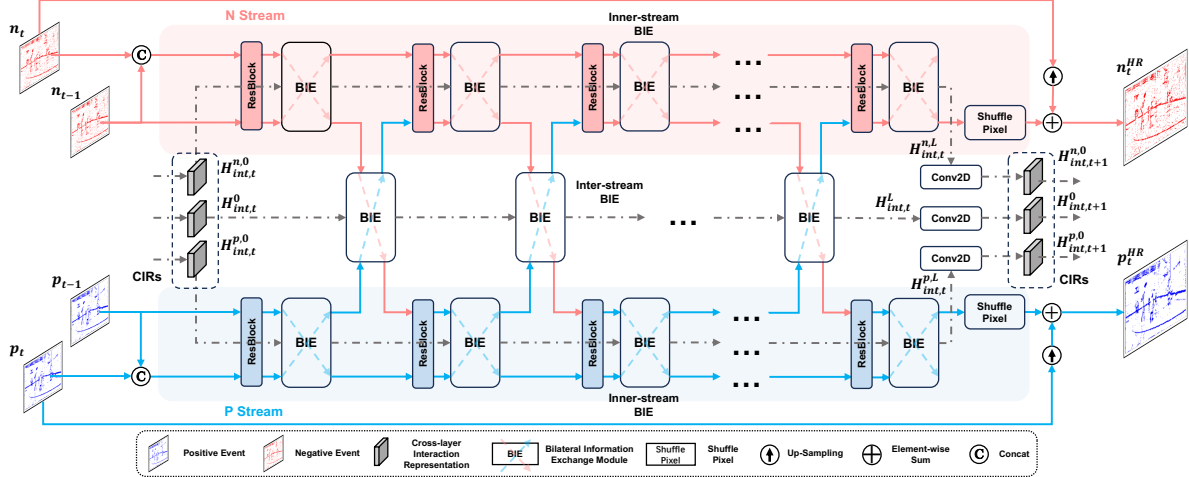 n_t
N Stream
Inner-stream
BIE
n_t^{HR}
C
n_{t-1}
ResBlock
BIE
ResBlock
BIE
ResBlock
BIE
...
...
...
ResBlock
BIE
Shuffle
Pixel
H_{int,t}^{n,L}
H_{int,t}^{n,0}
H_{int,t}^{0}
H_{int,t}^{p,0}
CIRs
BIE
BIE
Inter-stream
BIE
...
BIE
H_{int,t}^{L}
Conv2D
Conv2D
Conv2D
H_{int,t+1}^{n,0}
H_{int,t+1}^{0}
H_{int,t+1}^{p,0}
CIRs
H_{int,t}^{p,L}
p_{t-1}
p_t
C
ResBlock
BIE
ResBlock
BIE
ResBlock
BIE
...
...
...
ResBlock
BIE
Shuffle
Pixel
p_t^{HR}
P Stream
Inner-stream
BIE
Positive Event
Negative Event
Cross-layer
Interaction
Representation
BIE
Bilateral Information
Exchange Module
Shuffle
Pixel
Shuffle
Pixel
Up-Sampling
Element-wise
Sum
C
Concat